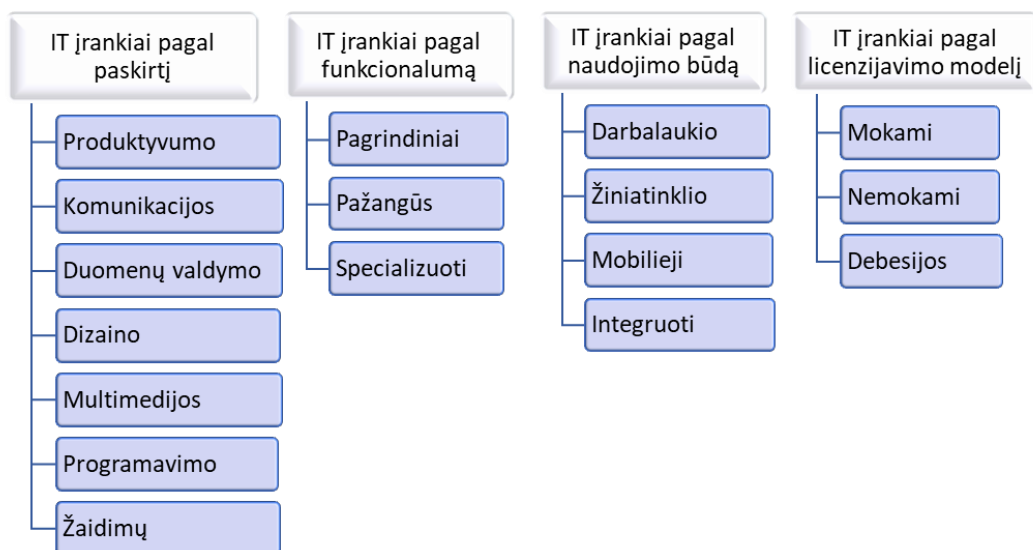 IT įrankiai pagal
paskirtį
Produktyvumo
Komunikacijos
Duomenų valdymo
Dizaino
Multimedijos
Programavimo
Žaidimų
IT įrankiai pagal
funkcionalumą
Pagrindiniai
Pažangūs
Specializuoti
IT įrankiai pagal
naudojimo būdą
Darbalaukio
Žiniatinklio
Mobilieji
Integruoti
IT įrankiai pagal
licenzijavimo modelį
Mokami
Nemokami
Debesijos